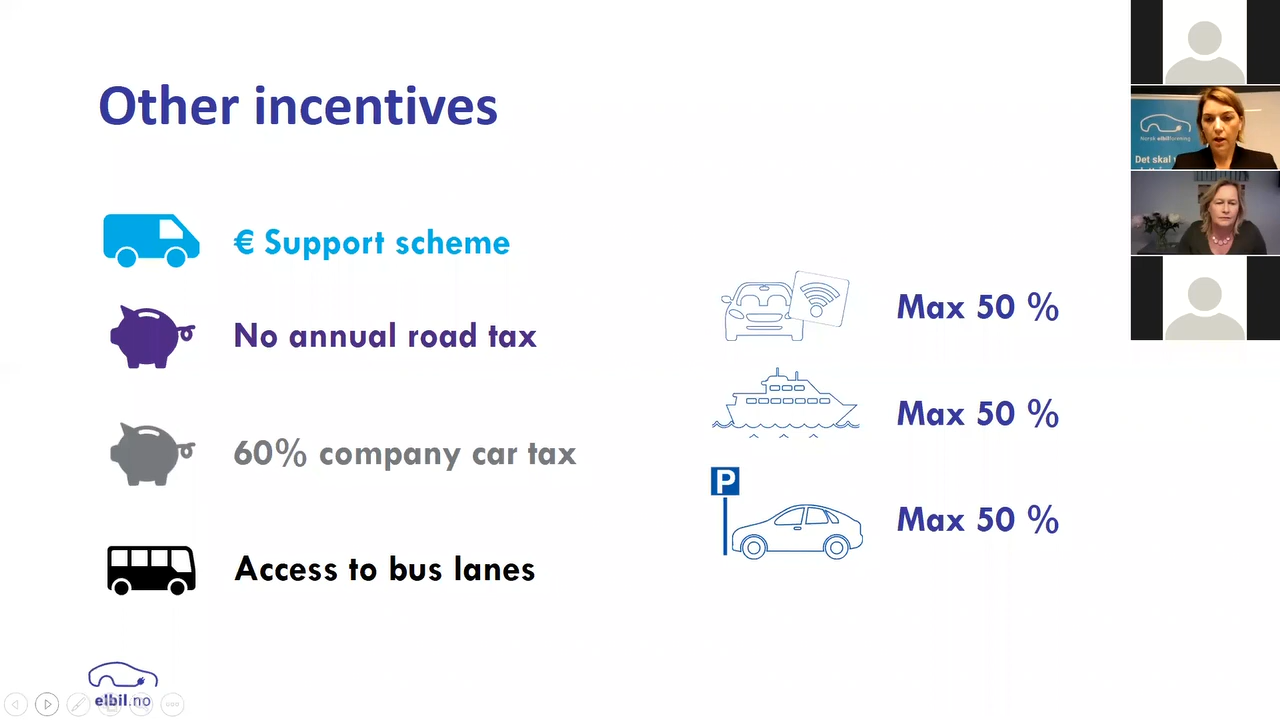 Other incentives
€ Support scheme
No annual road tax
60% company car tax
Access to bus lanes
Max 50 %
Max 50 %
P
Max 50 %
elbil.no
Norsk elbilforening
Det skal